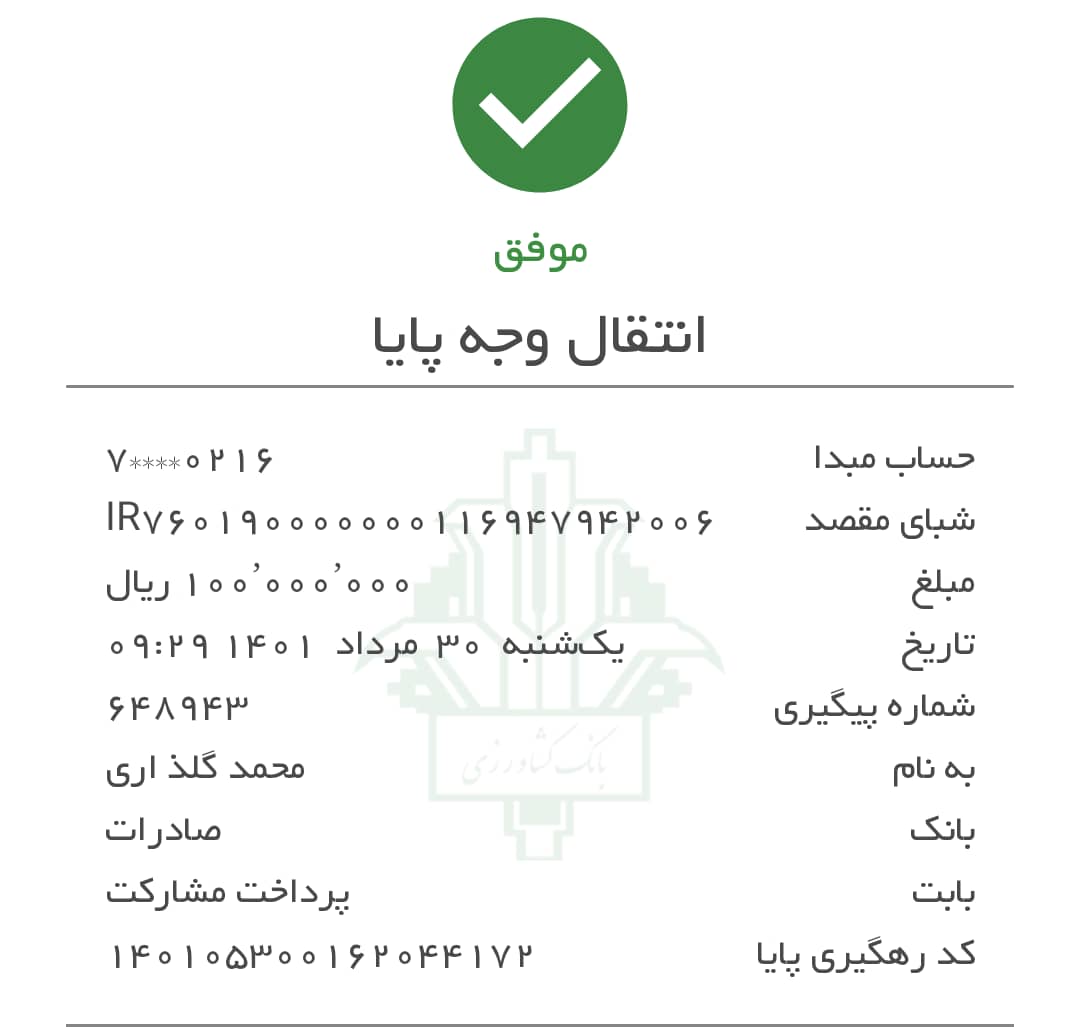 موفق
انتقال وجه پایا
حساب مبدا ۷****۰۲۱۶
شبای مقصد IR۷۶۰۱۹۰۰۰۰۰۰۰۰۱۱۶۹۴۷۹۴۲۰۰۶
مبلغ ۱۰۰٬۰۰۰٬۰۰۰ ریال
تاریخ یک‌شنبه ۳۰ مرداد ۱۴۰۱ ۰۹:۲۹
شماره پیگیری ۶۴۸۹۴۳
به نام محمد گلذ اری
بانک صادرات
بابت پرداخت مشارکت
کد رهگیری پایا ۱۴۰۱۰۵۳۰۰۱۶۲۰۴۴۱۷۲
بانک کشاورزی